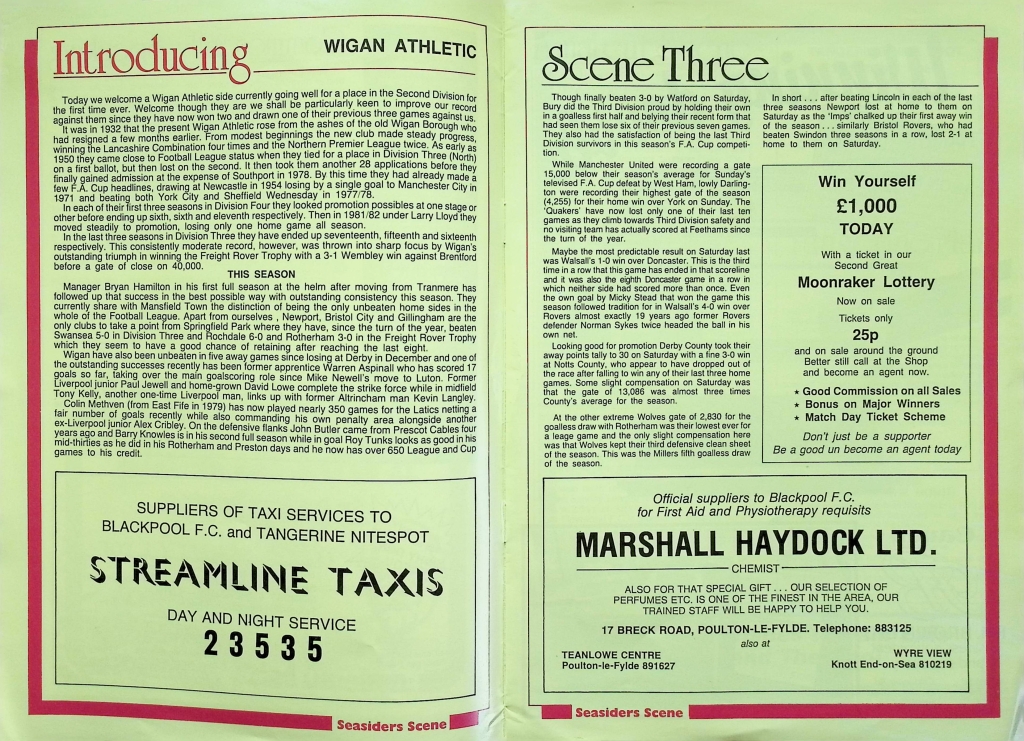 Introducing
WIGAN ATHLETIC
Today we welcome a Wigan Athletic side currently going well for a place in the Second Division for
the first time ever. Welcome though they are we shall be particularly keen to improve our record
against them since they have now won two and drawn one of their previous three games against us.
It was in 1932 that the present Wigan Athletic rose from the ashes of the old Wigan Borough who
had resigned a few months earlier. From modest beginnings the new club made steady progress,
winning the Lancashire Combination four times and the Northern Premier League twice. As early as
1950 they came close to Football League status when they tied for a place in Division Three (North)
on a first ballot, but then lost on the second. It then took them another 28 applications before they
finally gained admission at the expense of Southport in 1978. By this time they had already made a
few F.A. Cup headlines, drawing at Newcastle in 1954 losing by a single goal to Manchester City in
1971 and beating both York City and Sheffield Wednesday in 1977/78.
In each of their first three seasons in Division Four they looked promotion possibles at one stage or
other before ending up sixth, sixth and eleventh respectively. Then in 1981/82 under Larry Lloyd they
moved steadily to promotion, losing only one home game all season.
In the last three seasons in Division Three they have ended up seventeenth, fifteenth and sixteenth
respectively. This consistently moderate record, however, was thrown into sharp focus by Wigan's
outstanding triumph in winning the Freight Rover Trophy with a 3-1 Wembley win against Brentford
before a gate of close on 40,000.
THIS SEASON
Manager Bryan Hamilton in his first full season at the helm after moving from Tranmere has
followed up that success in the best possible way with outstanding consistency this season. They
currently share with Mansfield Town the distinction of being the only unbeaten home sides in the
whole of the Football League. Apart from ourselves , Newport, Bristol City and Gillingham are the
only clubs to take a point from Springfield Park where they have, since the turn of the year, beaten
Swansea 5-0 in Division Three and Rochdale 6-0 and Rotherham 3-0 in the Freight Rover Trophy
which they seem to have a good chance of retaining after reaching the last eight.
Wigan have also been unbeaten in five away games since losing at Derby in December and one of
the outstanding successes recently has been former apprentice Warren Aspinall who has scored 17
goals so far, taking over the main goalscoring role since Mike Newell's move to Luton. Former
Liverpool junior Paul Jewell and home-grown David Lowe complete the strike force while in midfield
Tony Kelly, another one-time Liverpool man, links up with former Altrincham man Kevin Langley.
Colin Methven (from East Fife in 1979) has now played nearly 350 games for the Latics netting a
fair number of goals recently while also commanding his own penalty area alongside another
ex-Liverpool junior Alex Cribley. On the defensive flanks John Butler came from Prescot Cables four
years ago and Barry Knowles is in his second full season while in goal Roy Tunks looks as good in his
mid-thirties as he did in his Rotherham and Preston days and he now has over 650 League and Cup
games to his credit.
SUPPLIERS OF TAXI SERVICES TO
BLACKPOOL F.C. and TANGERINE NITESPOT
STREAMLINE TAXIS
DAY AND NIGHT SERVICE
23535
Seasiders Scene
Scene Three
Though finally beaten 3-0 by Watford on Saturday,
Bury did the Third Division proud by holding their own
in a goalless first half and belying their recent form that
had seen them lose six of their previous seven games.
They also had the satisfaction of being the last Third
Division survivors in this season's F.A. Cup competi-
tion.
While Manchester United were recording a gate
15,000 below their season's average for Sunday's
televised F.A. Cup defeat by West Ham, lowly Darling-
ton were recording their highest gate of the season
(4,255) for their home win over York on Sunday. The
'Quakers' have now lost only one of their last ten
games as they climb towards Third Division safety and
no visiting team has actually scored at Feethams since
the turn of the year.
Maybe the most predictable result on Saturday last
was Walsall's 1-0 win over Doncaster. This is the third
time in a row that this game has ended in that scoreline
and it was also the eighth Doncaster game in a row in
which neither side had scored more than once. Even
the own goal by Micky Stead that won the game this
season followed tradition for in Walsall's 4-0 win over
Rovers almost exactly 19 years ago former Rovers
defender Norman Sykes twice headed the ball in his
own net.
Looking good for promotion Derby County took their
away points tally to 30 on Saturday with a fine 3-0 win
at Notts County, who appear to have dropped out of
the race after falling to win any of their last three home
games. Some slight compensation on Saturday was
that the gate of 13,086 was almost three times
County's average for the season.
At the other extreme Wolves gate of 2,830 for the
goalless draw with Rotherham was their lowest ever for
a leage game and the only slight compensation here
was that Wolves kept their third defensive clean sheet
of the season. This was the Millers fifth goalless draw
of the season.
In short . . . after beating Lincoln in each of the last
three seasons Newport lost at home to them on
Saturday as the 'Imps' chalked up their first away win
of the season . . . similarly Bristol Rovers, who had
beaten Swindon three seasons in a row, lost 2-1 at
home to them on Saturday.
Win Yourself
£1,000
TODAY
With a ticket in our
Second Great
Moonraker Lottery
Now on sale
Tickets only
25p
and on sale around the ground
Better still call at the Shop
and become an agent now.
★ Good Commission on all Sales
★ Bonus on Major Winners
★ Match Day Ticket Scheme
Don't just be a supporter
Be a good un become an agent today
Official suppliers to Blackpool F.C.
for First Aid and Physiotherapy requisits
MARSHALL HAYDOCK LTD.
CHEMIST
ALSO FOR THAT SPECIAL GIFT . . . OUR SELECTION OF
PERFUMES ETC. IS ONE OF THE FINEST IN THE AREA, OUR
TRAINED STAFF WILL BE HAPPY TO HELP YOU.
17 BRECK ROAD, POULTON-LE-FYLDE. Telephone: 883125
also at
TEANLOWE CENTRE
Poulton-le-Fylde 891627
WYRE VIEW
Knott End-on-Sea 810219
Seasiders Scene